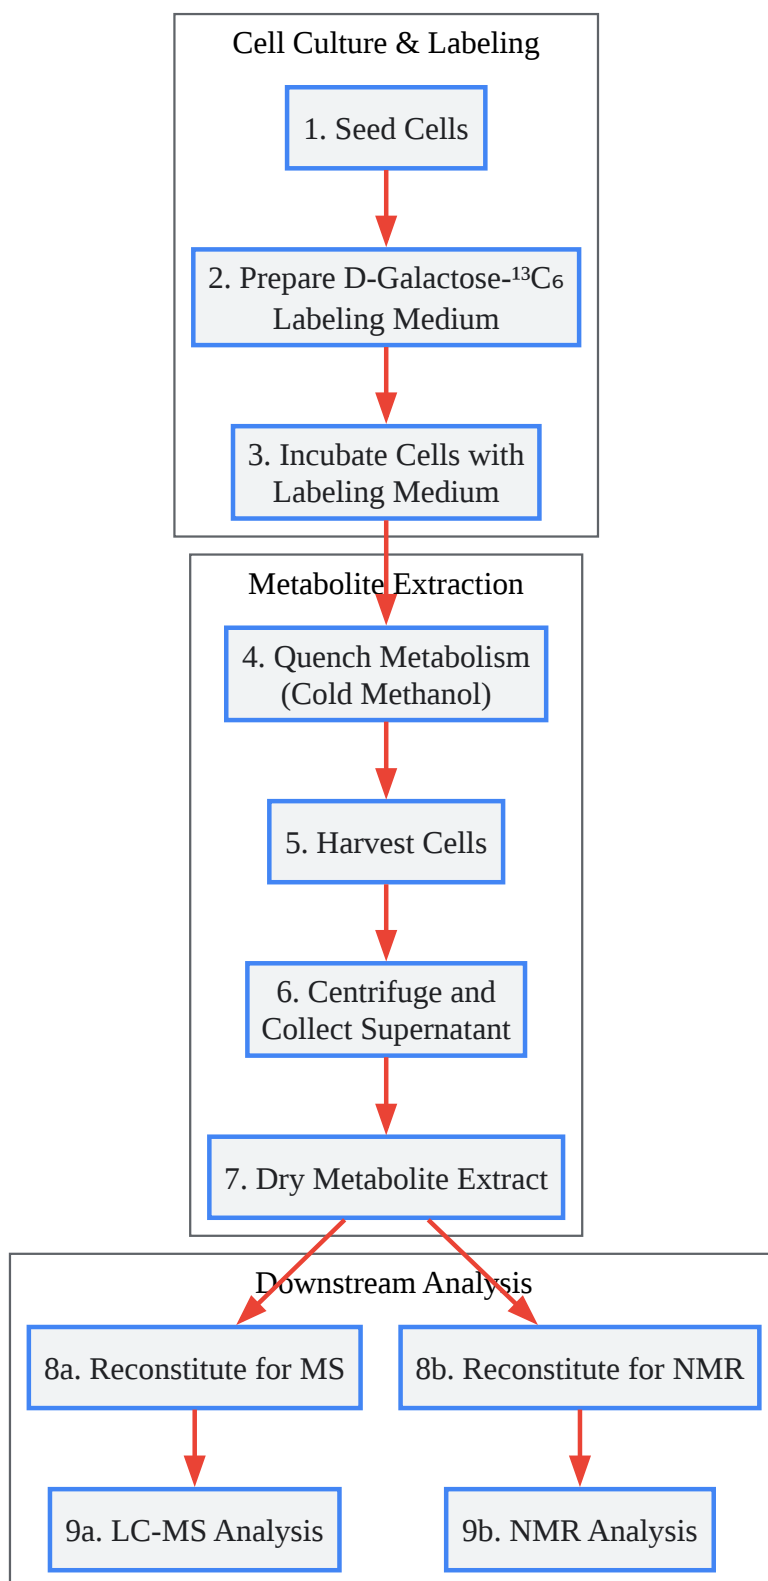 Cell Culture & Labeling
1. Seed Cells
2. Prepare D-Galactose-¹³C₆
Labeling Medium
3. Incubate Cells with
Labeling Medium
Metabolite Extraction
4. Quench Metabolism
(Cold Methanol)
5. Harvest Cells
6. Centrifuge and
Collect Supernatant
7. Dry Metabolite Extract
Downstream Analysis
8a. Reconstitute for MS
8b. Reconstitute for NMR
9a. LC-MS Analysis
9b. NMR Analysis